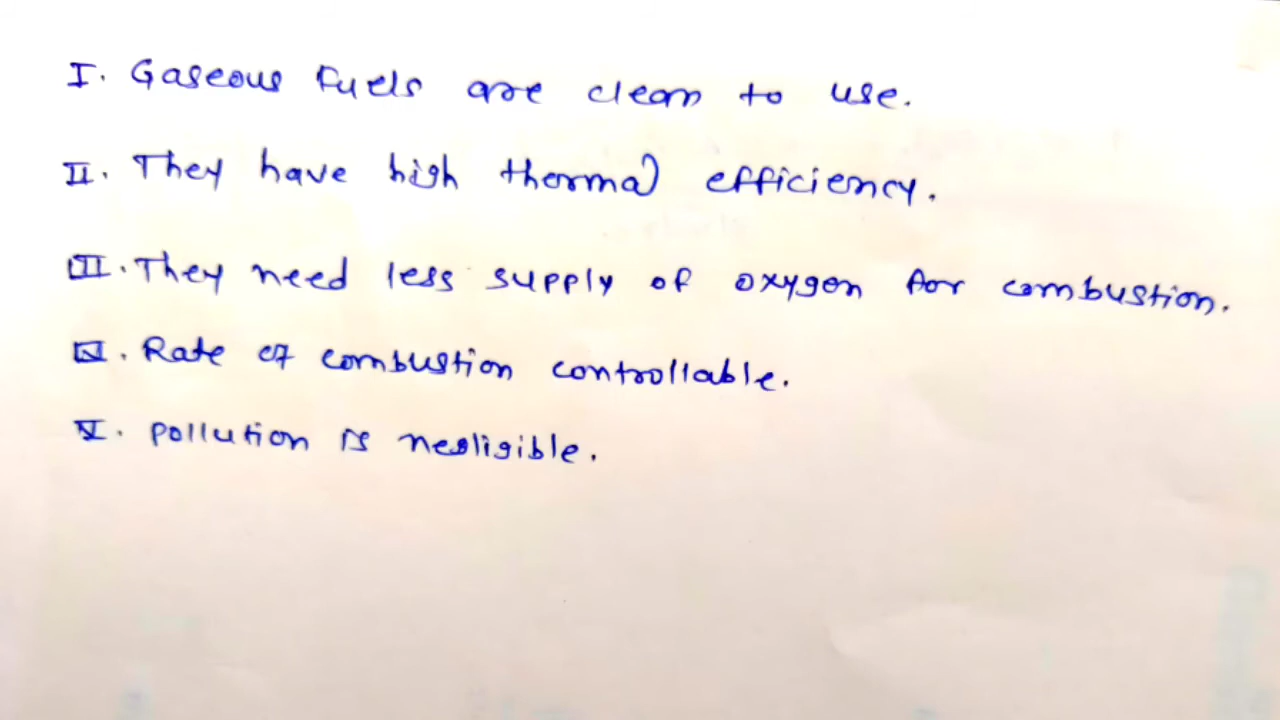 I. Gaseous fuels are clean to use.
II. They have high thermal efficiency.
III. They need less supply of oxygen for combustion.
IV. Rate of combustion controllable.
V. pollution is negligible.